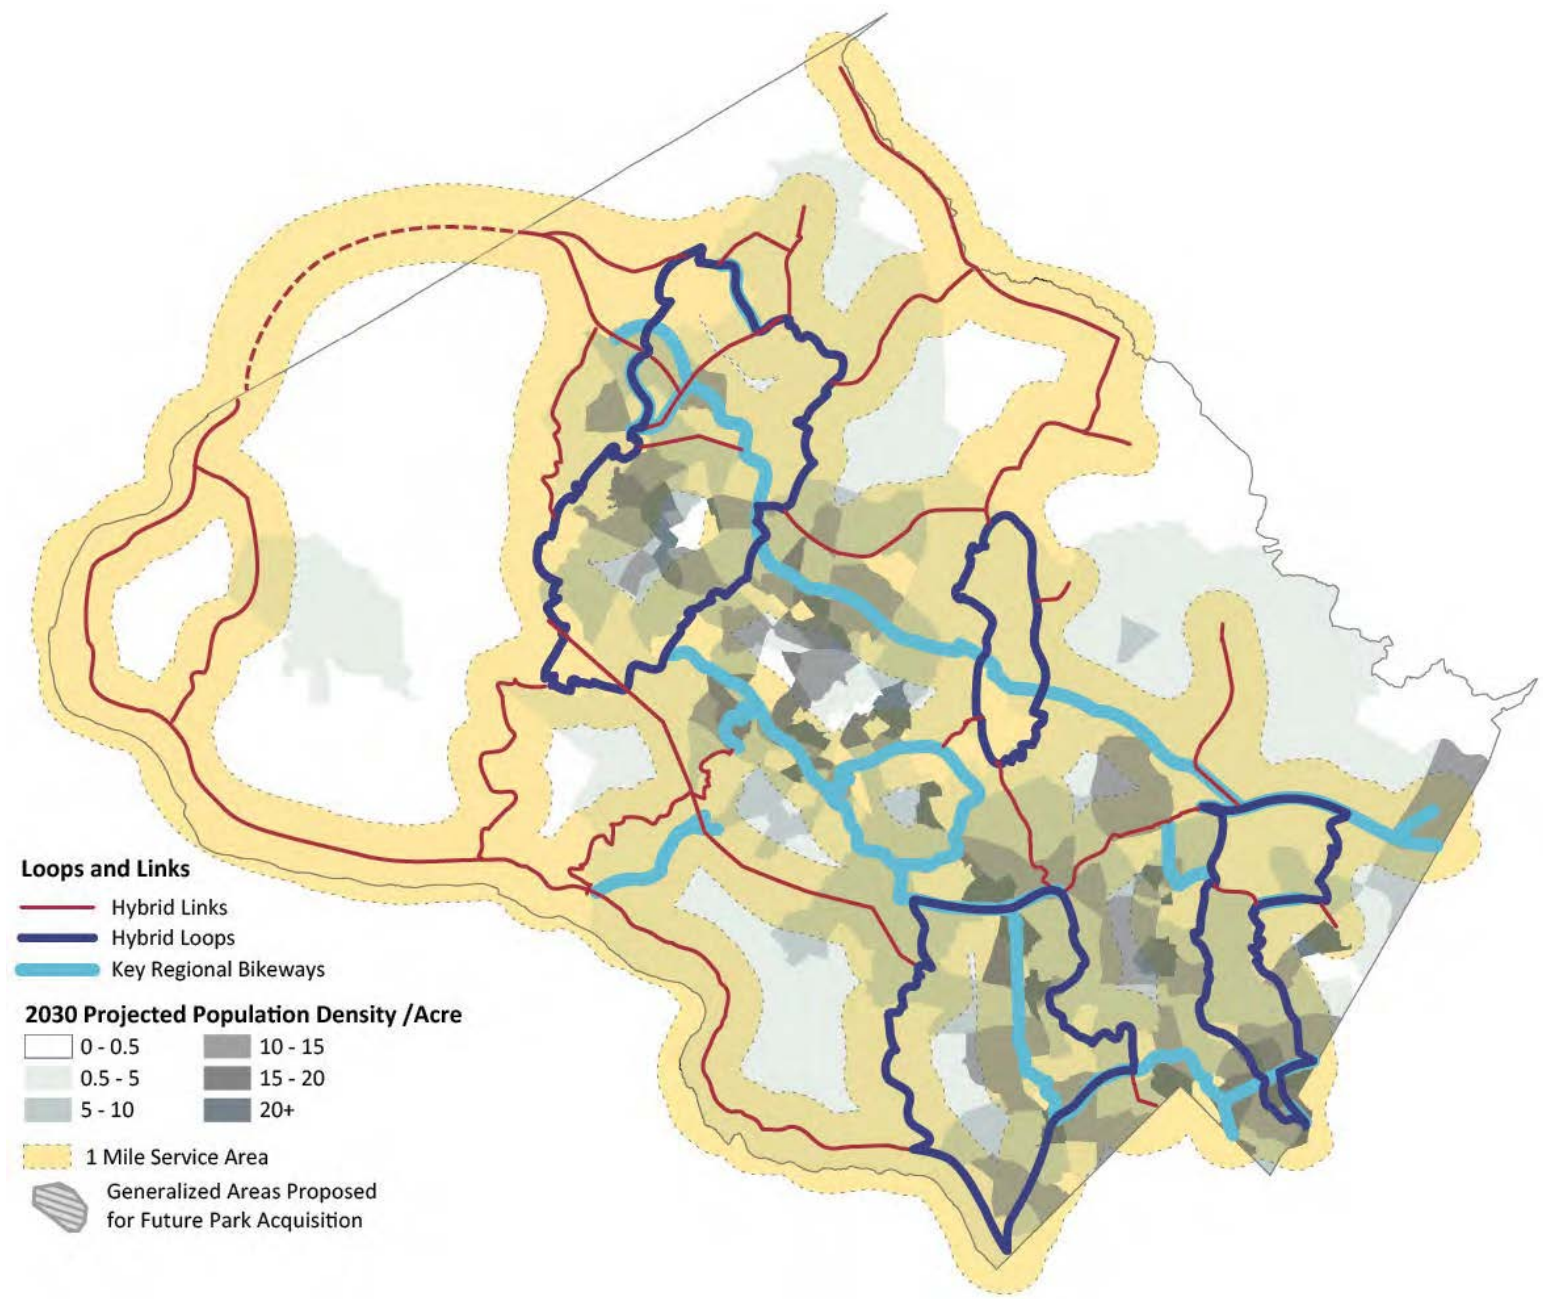 Loops and Links
Hybrid Links
Hybrid Loops
Key Regional Bikeways
2030 Projected Population Density /Acre
0 - 0.5
10 - 15
0.5 - 5
15 - 20
5 - 10
20+
1 Mile Service Area
Generalized Areas Proposed
for Future Park Acquisition